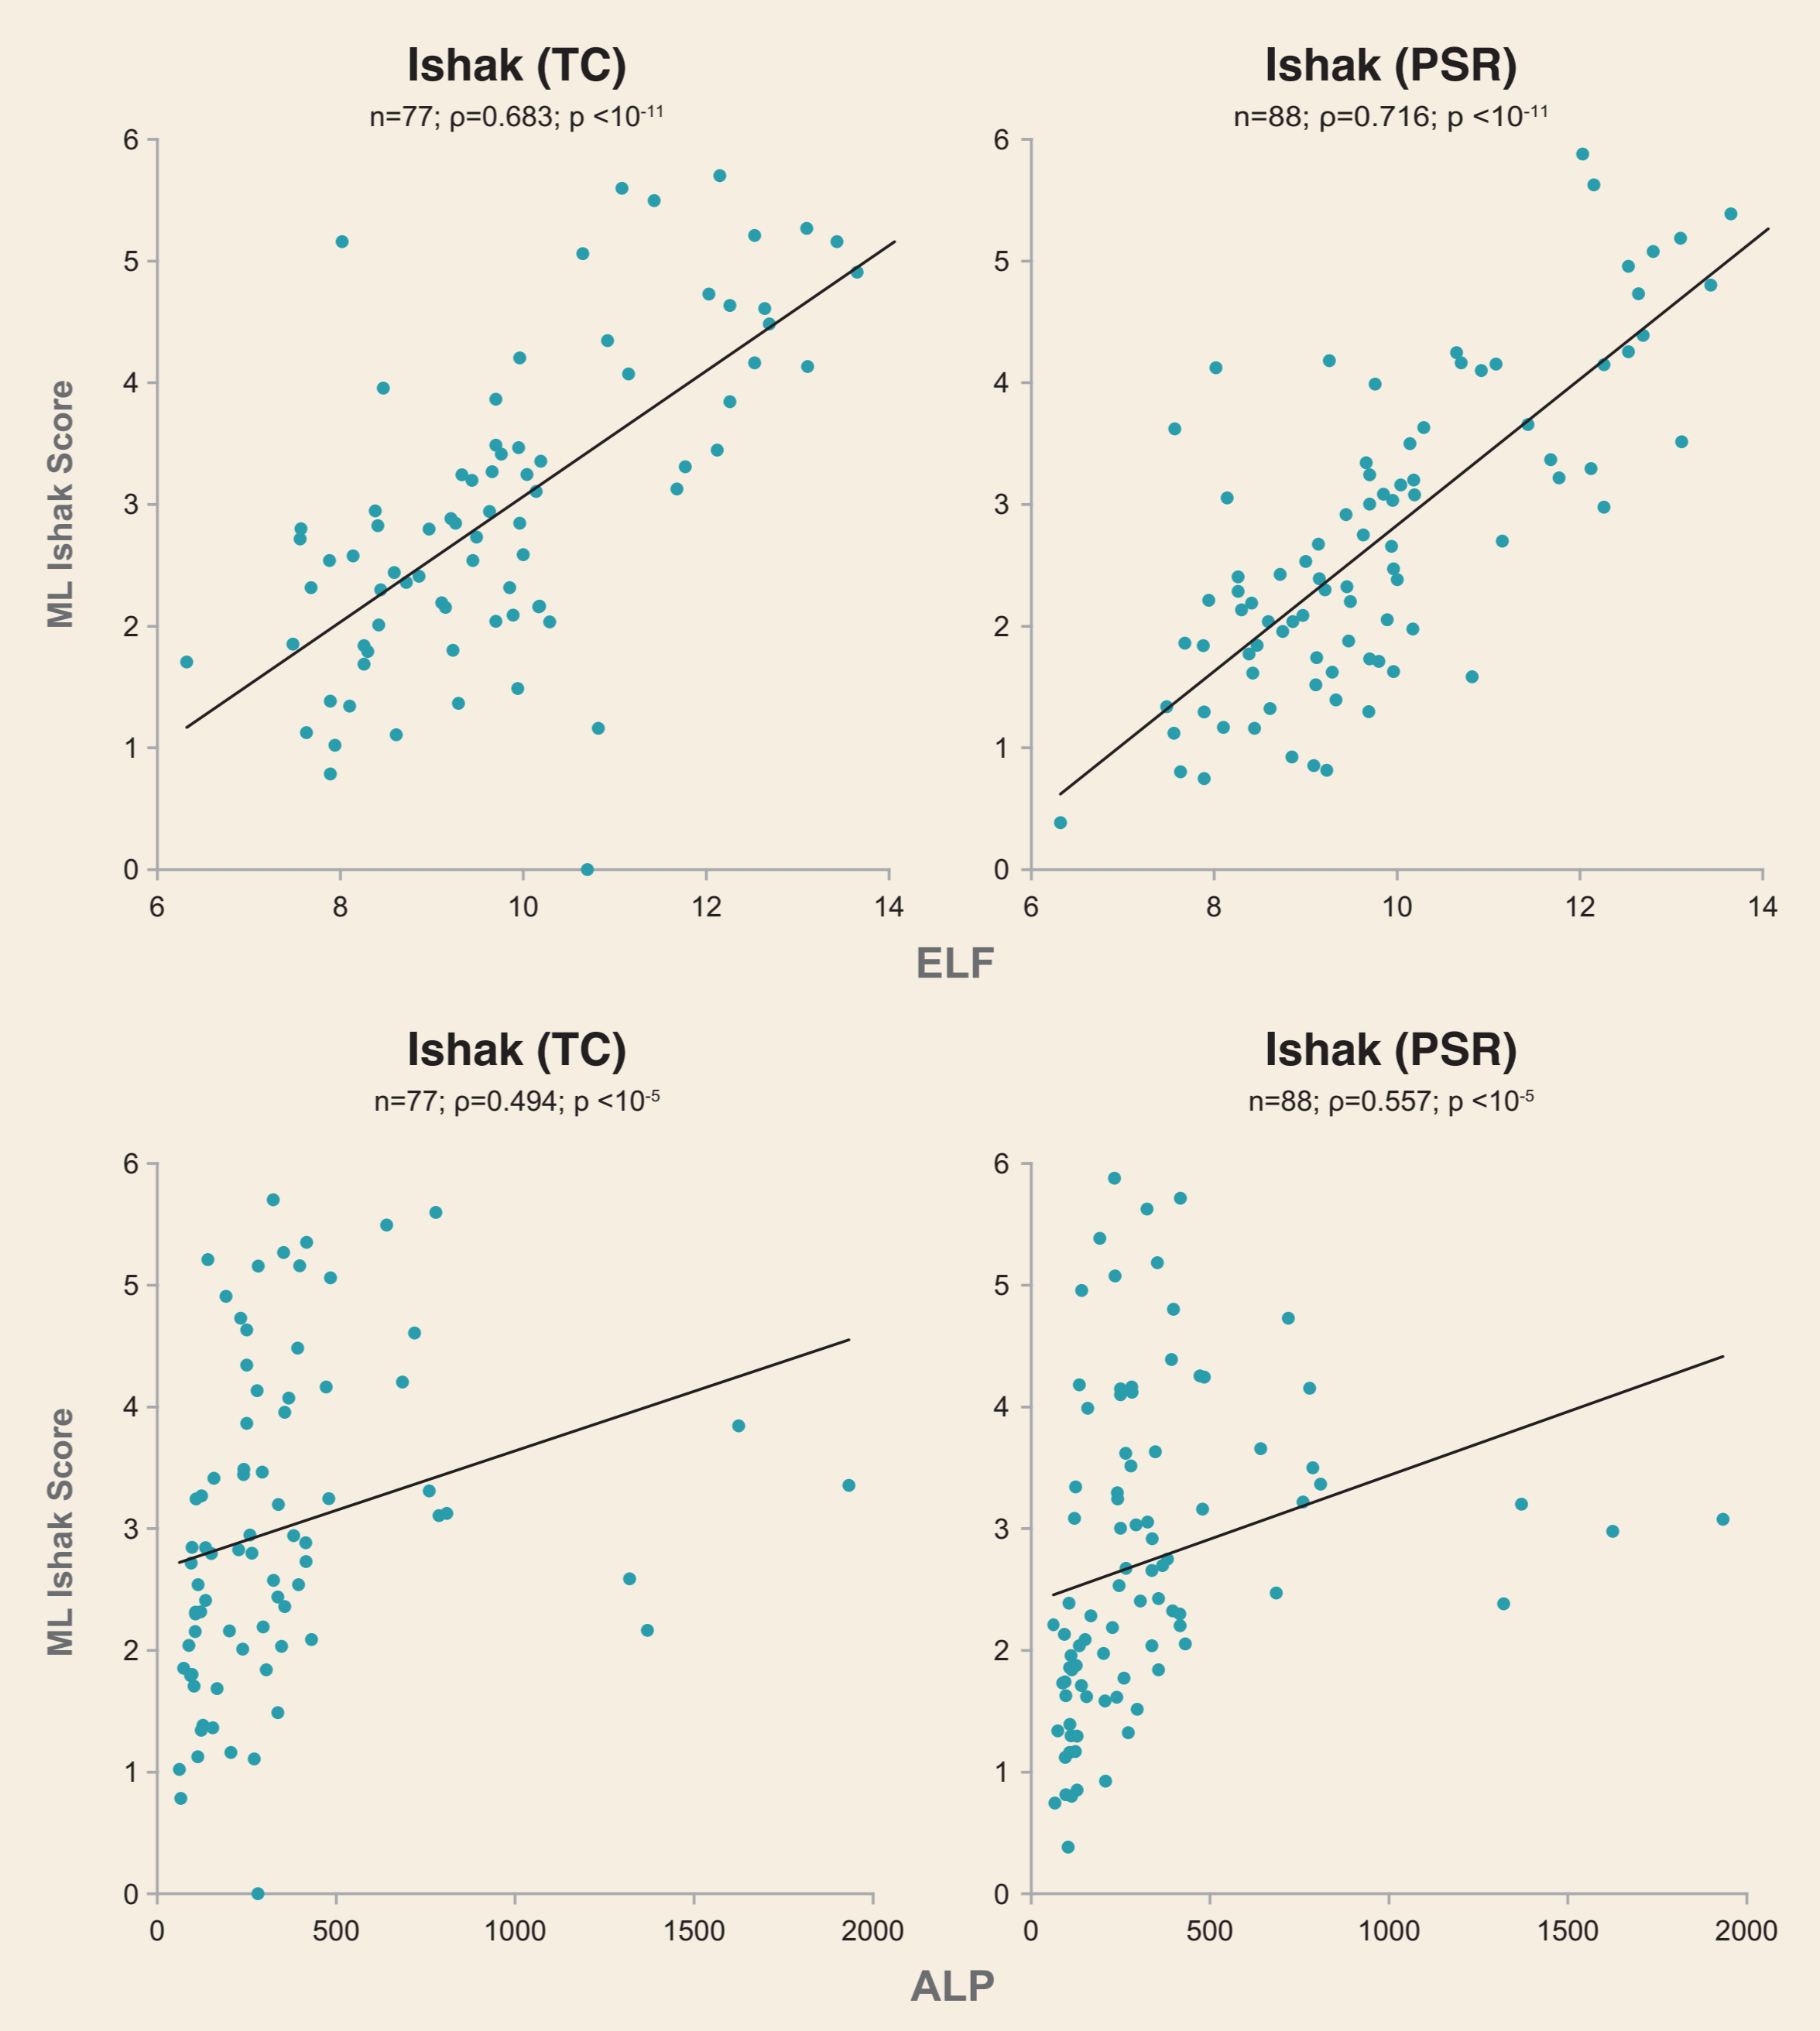 Ishak (TC)
n=77; ρ=0.683; p <10⁻¹¹
Ishak (PSR)
n=88; ρ=0.716; p <10⁻¹¹
ML Ishak Score
6
5
4
3
2
1
0
6 8 10 12 14
6
5
4
3
2
1
0
6 8 10 12 14
ELF
Ishak (TC)
n=77; ρ=0.494; p <10⁻⁵
Ishak (PSR)
n=88; ρ=0.557; p <10⁻⁵
ML Ishak Score
6
5
4
3
2
1
0
0 500 1000 1500 2000
6
5
4
3
2
1
0
0 500 1000 1500 2000
ALP